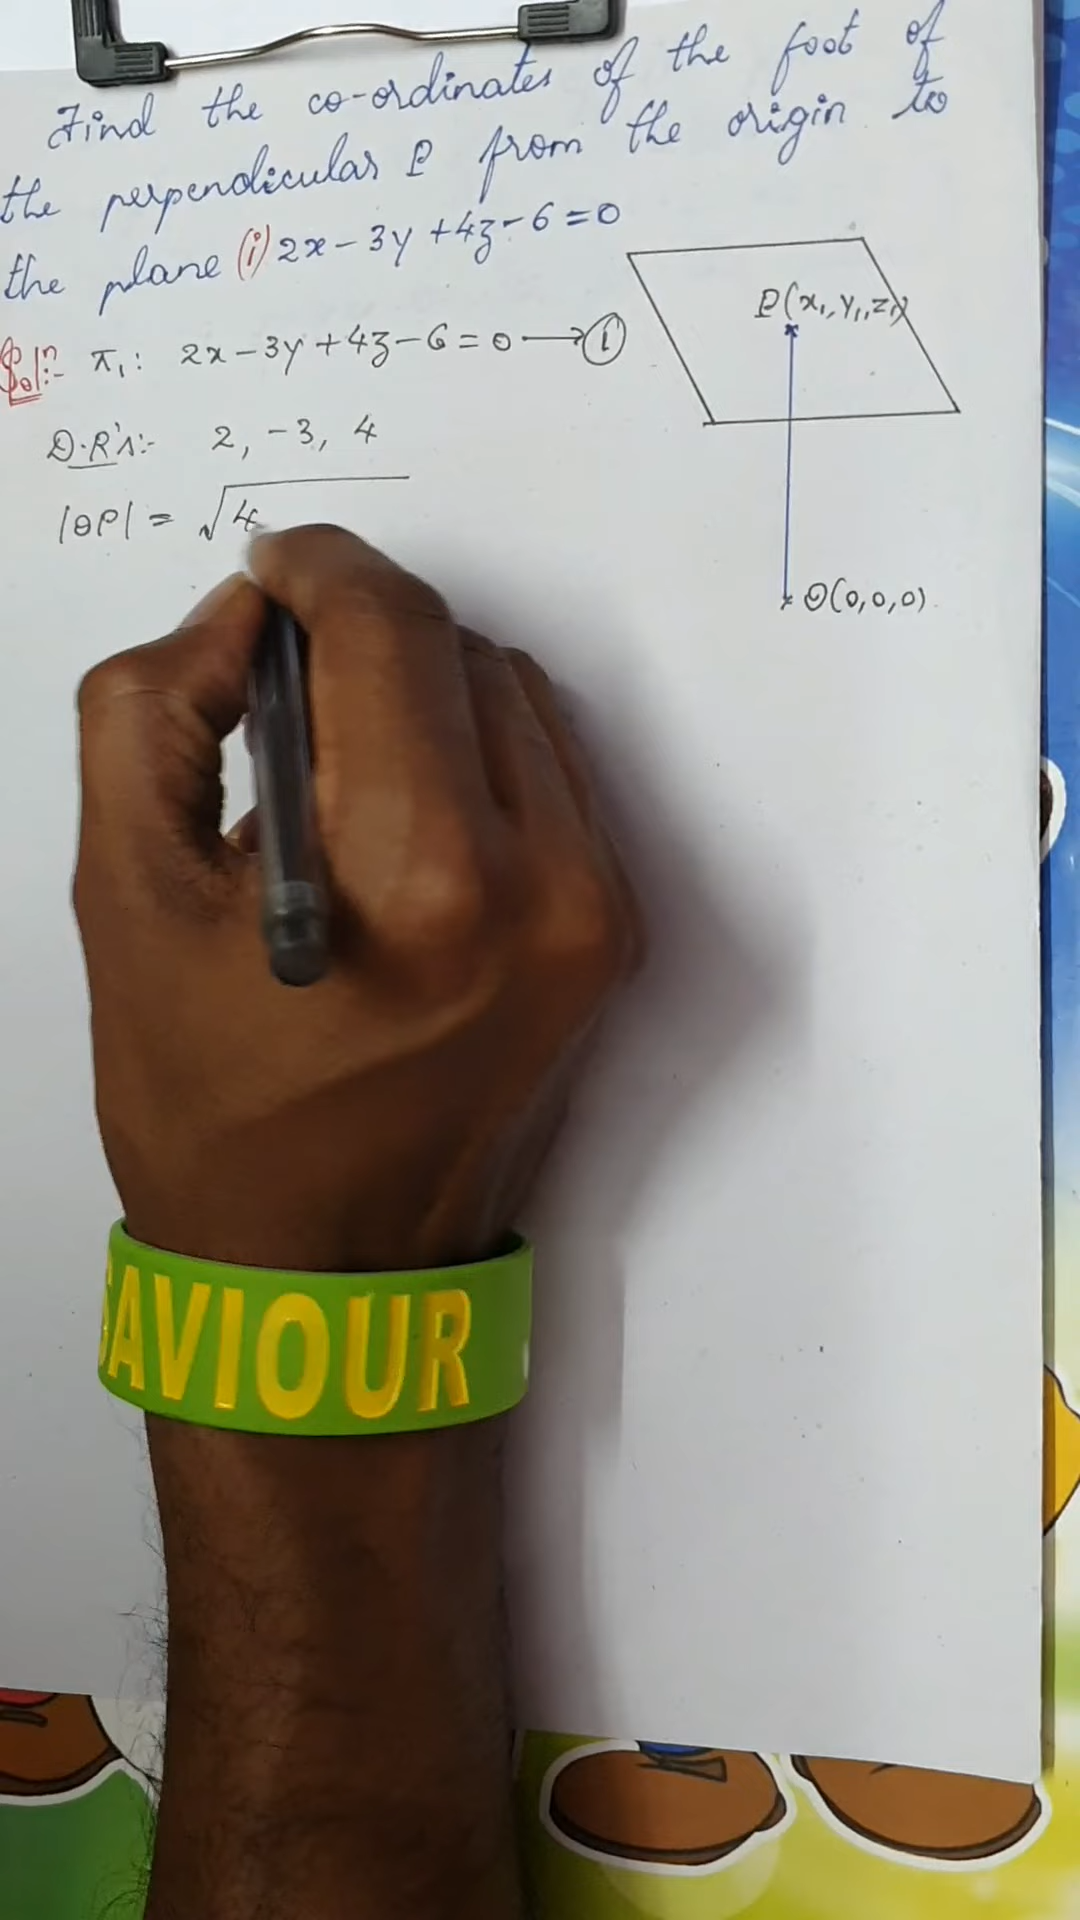 Find the co-ordinates of the foot of
the perpendicular P from the origin to
the plane (i) 2x-3y+4z-6=0
Solⁿ:- π₁: 2x-3y+4z-6=0 → ①
D.R's:- 2, -3, 4
|OP| = √4
P(x₁,y₁,z₁)
O(0,0,0).
SAVIOUR